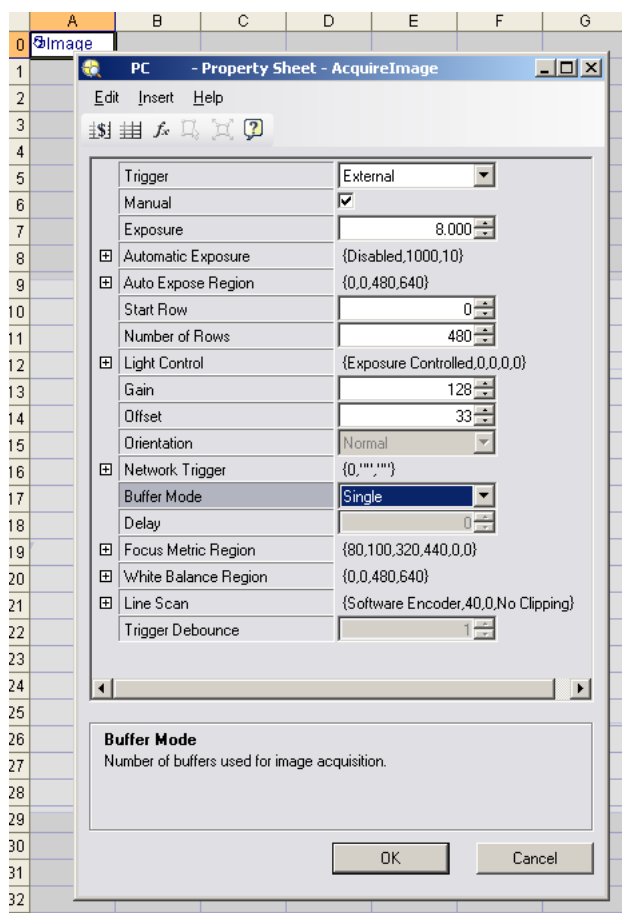 A B C D E F G
0 Image
PC - Property Sheet - AcquireImage
Edit Insert Help
1
2
3
4
5 Trigger External
6 Manual
7 Exposure 8.000
8 Automatic Exposure {Disabled,1000,10}
9 Auto Expose Region {0,0,480,640}
10 Start Row 0
11 Number of Rows 480
12 Light Control {Exposure Controlled,0,0,0,0}
13 Gain 128
14 Offset 33
15 Orientation Normal
16 Network Trigger {0,"",""}
17 Buffer Mode Single
18 Delay 0
19 Focus Metric Region {80,100,320,440,0,0}
20 White Balance Region {0,0,480,640}
21 Line Scan {Software Encoder,40,0,No Clipping}
22 Trigger Debounce 1
23
24
25
26 Buffer Mode
27 Number of buffers used for image acquisition.
28
29
30 OK Cancel
31
32